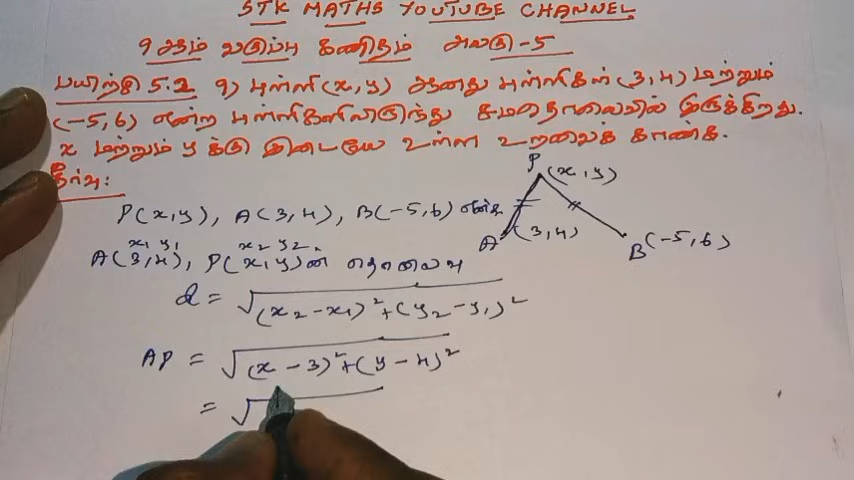 STK MATHS YOUTUBE CHANNEL
9 ஆம் வகுப்பு கணிதம் அலகு-5
பயிற்சி 5.2 9) புள்ளி (x, y) ஆனது புள்ளிகள் (3, 4) மற்றும்
(-5, 6) என்ற புள்ளிகளிலிருந்து சமதொலைவில் இருக்கிறது.
x மற்றும் y க்கு இடையே உள்ள உறவைக் காண்க.
தீர்வு:
P(x, y), A(3, 4), B(-5, 6) என்க
P (x, y)
A (3, 4)
B (-5, 6)
x₁ y₁ x₂ y₂
A(3, 4), P(x, y) ன் தொலைவு
d = √(x₂ - x₁)² + (y₂ - y₁)²
AP = √(x - 3)² + (y - 4)²
= √